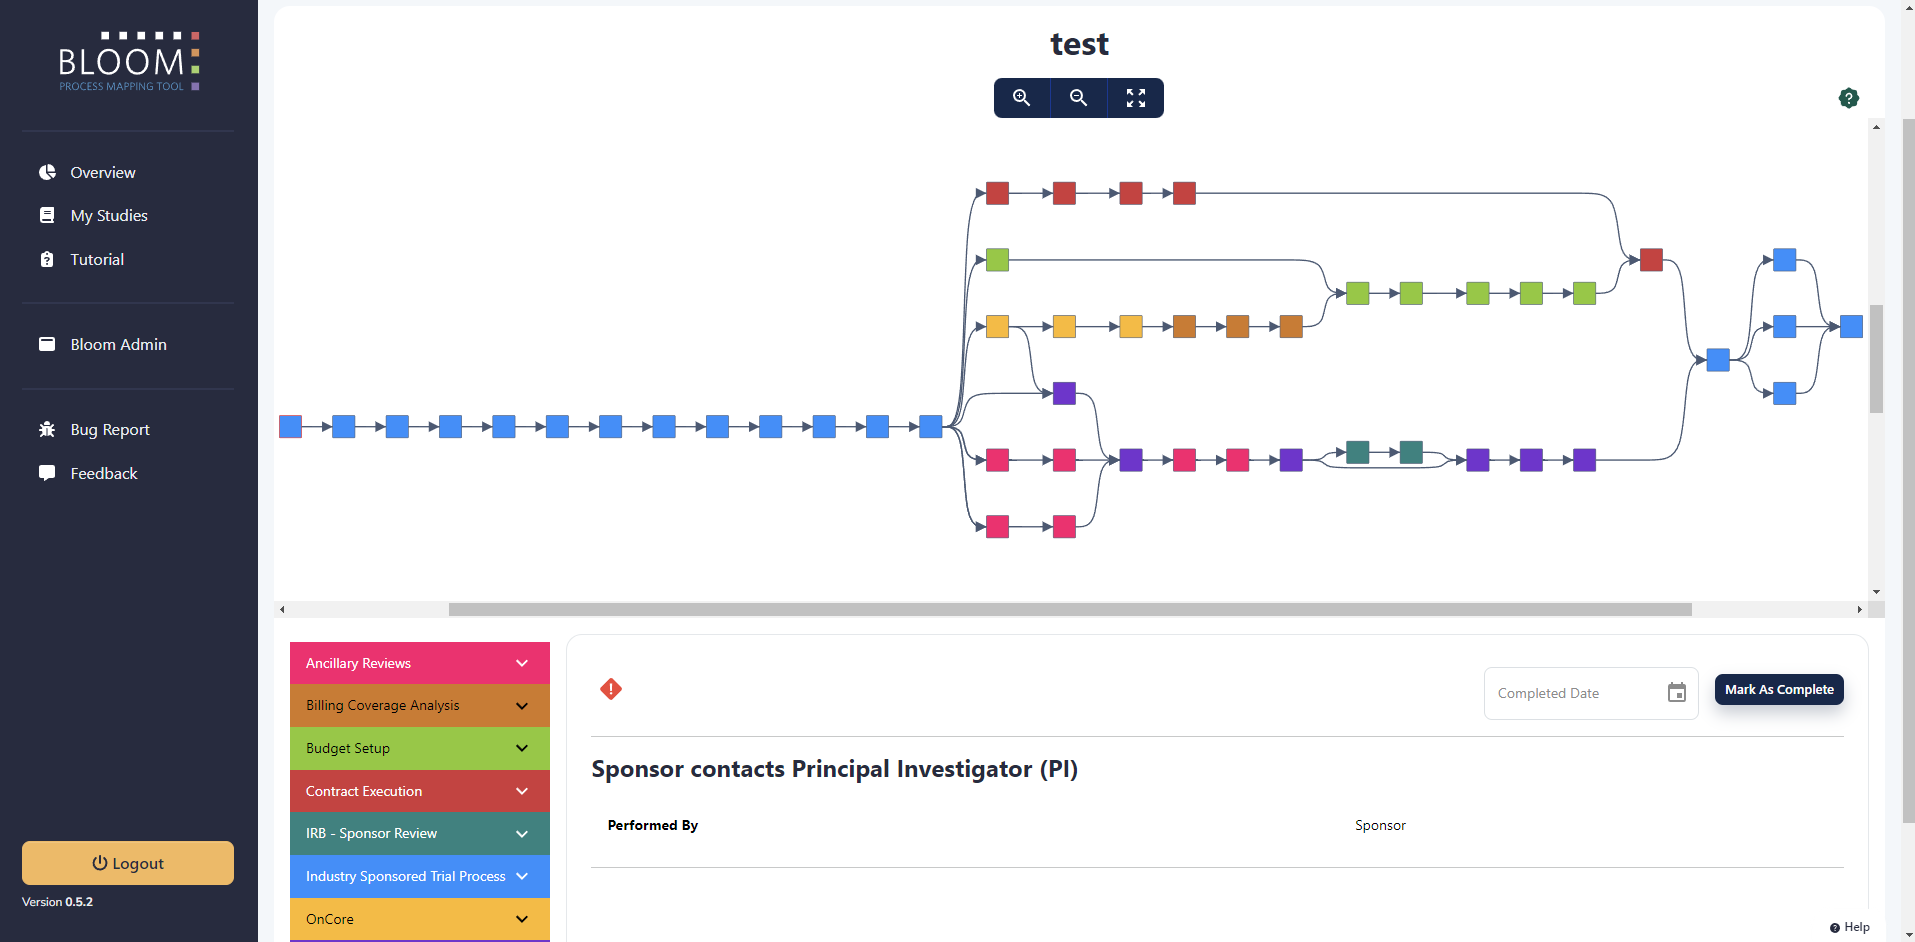 BLOOM
PROCESS MAPPING TOOL
Overview
My Studies
Tutorial
Bloom Admin
Bug Report
Feedback
Logout
Version 0.5.2
test
Ancillary Reviews
Billing Coverage Analysis
Budget Setup
Contract Execution
IRB - Sponsor Review
Industry Sponsored Trial Process
OnCore
Completed Date
Mark As Complete
Sponsor contacts Principal Investigator (PI)
Performed By
Sponsor
Help